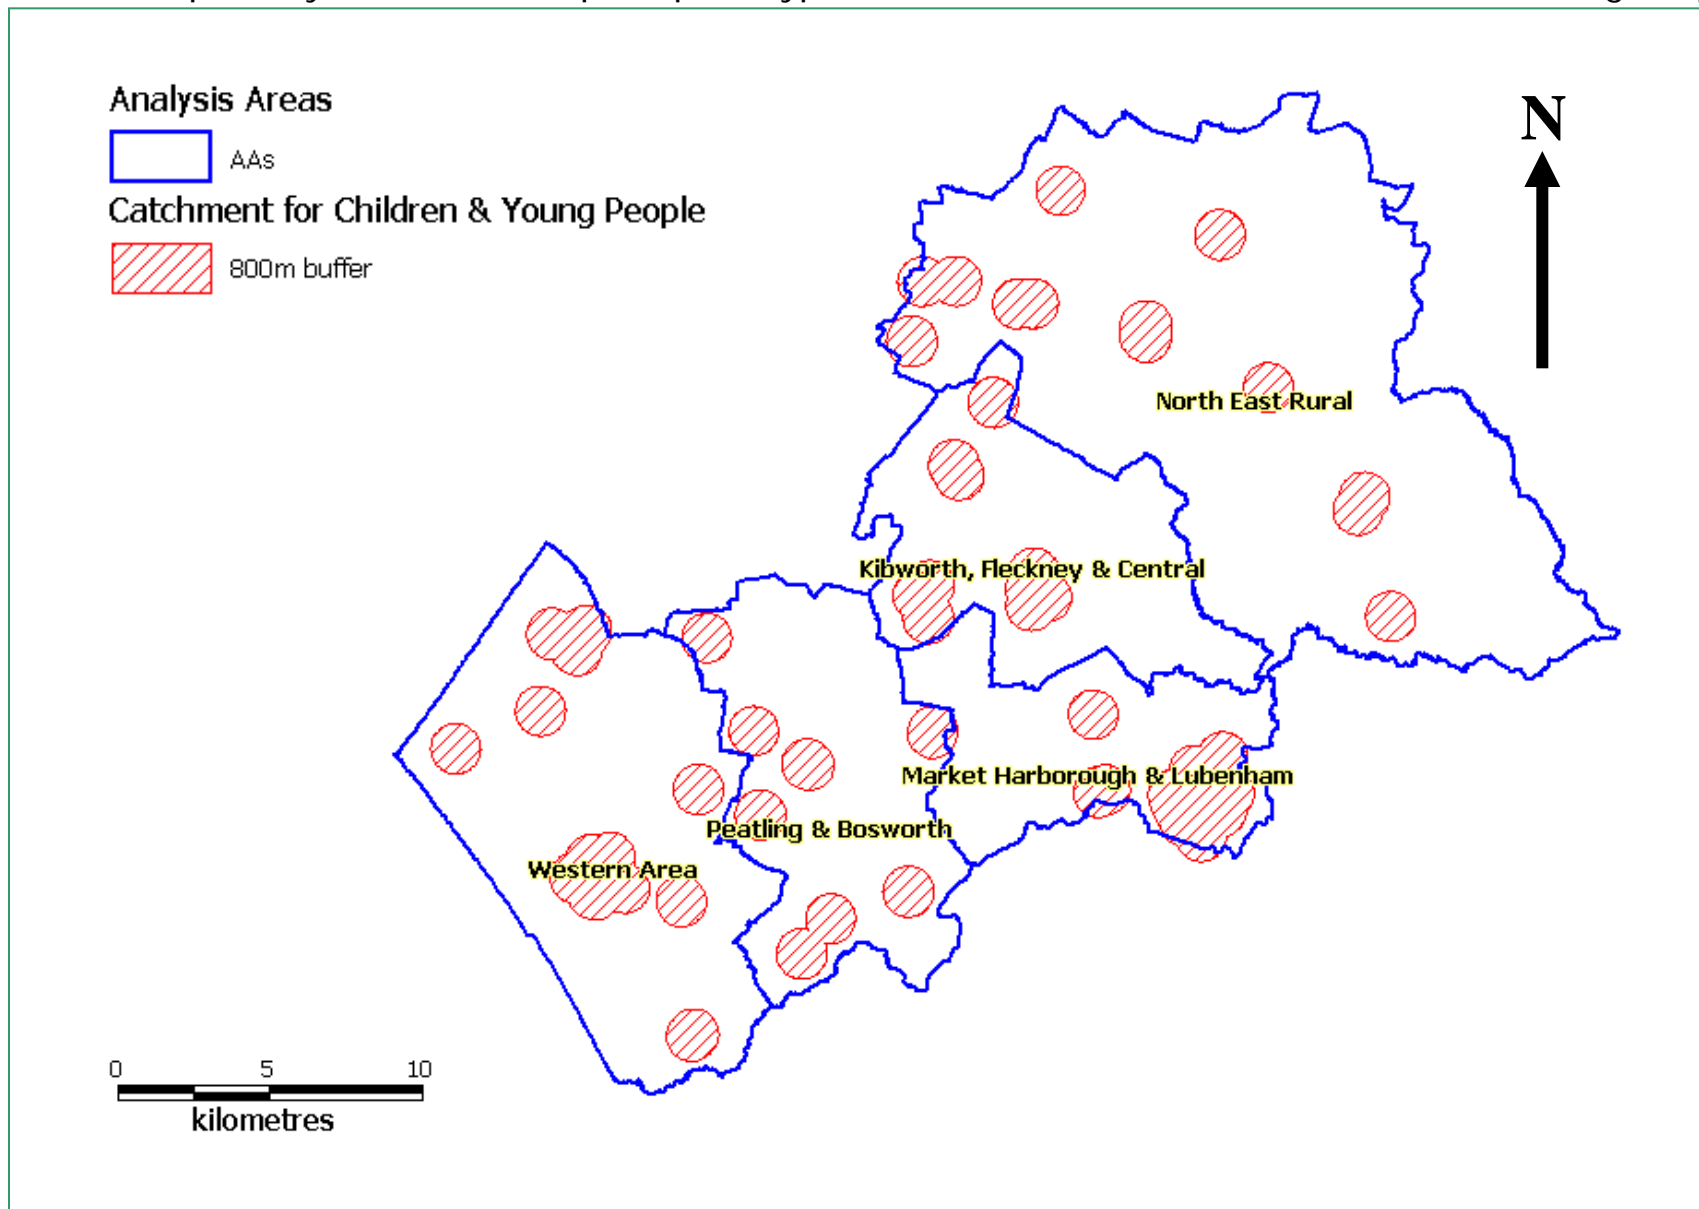 Analysis Areas
AAs
Catchment for Children & Young People
800m buffer
N
North East Rural
Kibworth, Fleckney & Central
Market Harborough & Lubenham
Peatling & Bosworth
Western Area
0 5 10
kilometres